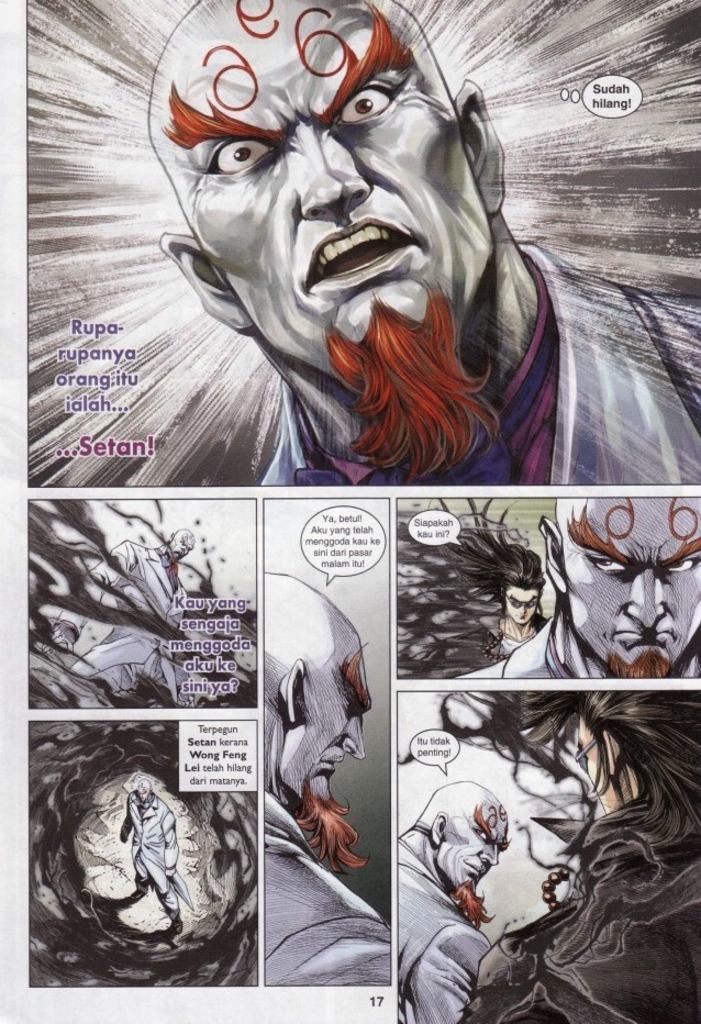 Sudah
hilang!
Rupa-
rupanya
orang itu
ialah...
...Setan!
Kau yang
sengaja
menggoda
aku ke
sini ya?
Terpegun
Setan kerana
Wong Feng
Lei telah hilang
dari matanya.
Ya, betul!
Aku yang telah
menggoda kau ke
sini dari pasar
malam itu!
Siapakah
kau ini?
Itu tidak
penting!
17